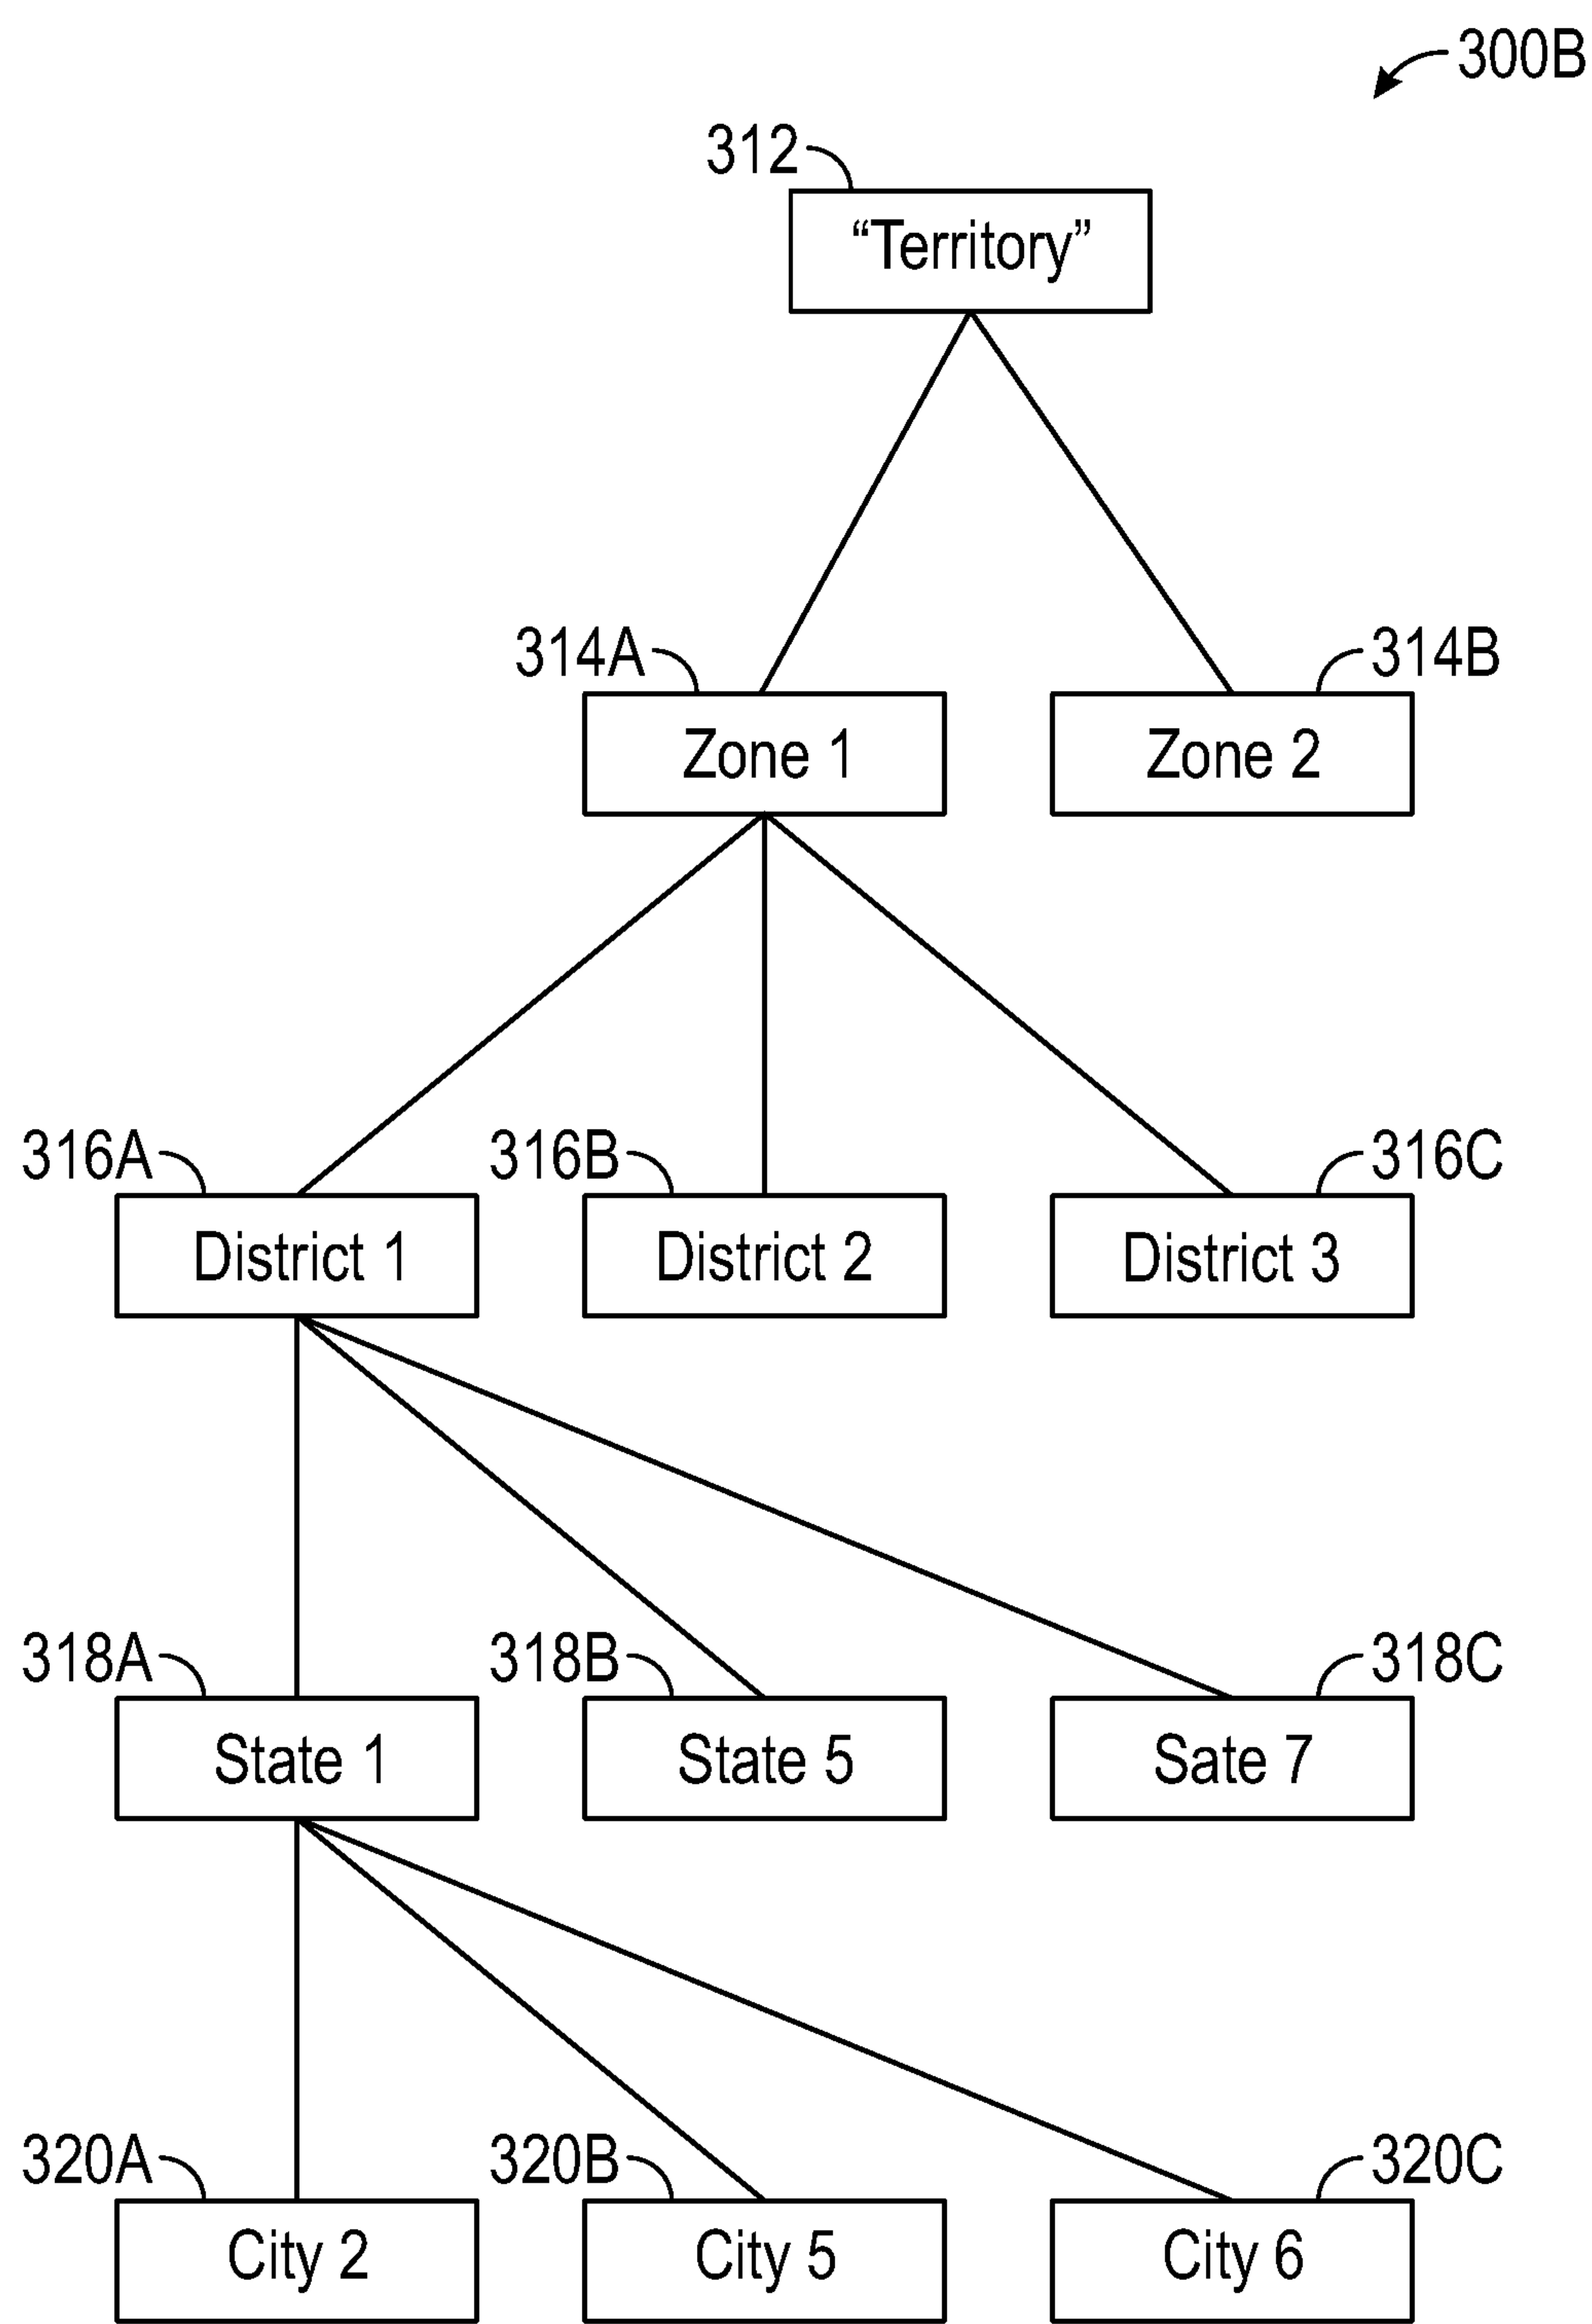 300B
312
“Territory”
314A
314B
Zone 1
Zone 2
316A
316B
316C
District 1
District 2
District 3
318A
318B
318C
State 1
State 5
Sate 7
320A
320B
320C
City 2
City 5
City 6